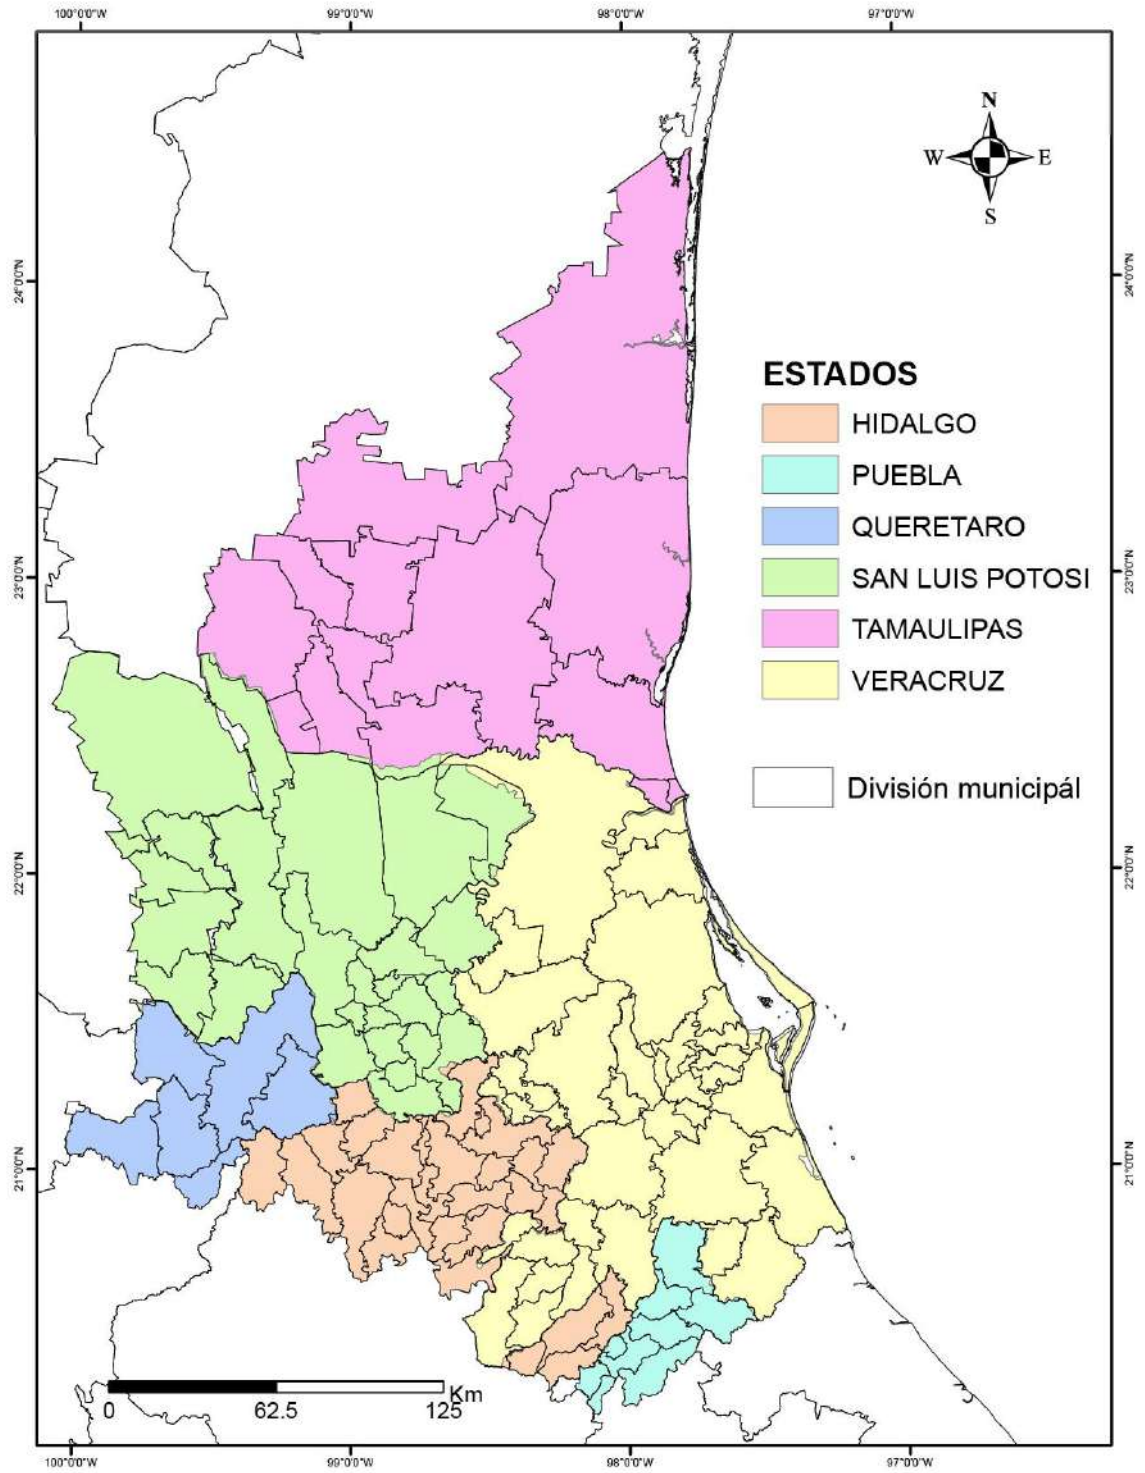 100°0'0"W 99°0'0"W 98°0'0"W 97°0'0"W
N
W E
S
24°0'0"N 24°0'0"N
ESTADOS
HIDALGO
PUEBLA
QUERETARO
23°0'0"N SAN LUIS POTOSI 23°0'0"N
TAMAULIPAS
VERACRUZ
División municipál
22°0'0"N 22°0'0"N
21°0'0"N 21°0'0"N
Km
0 62.5 125
100°0'0"W 99°0'0"W 98°0'0"W 97°0'0"W